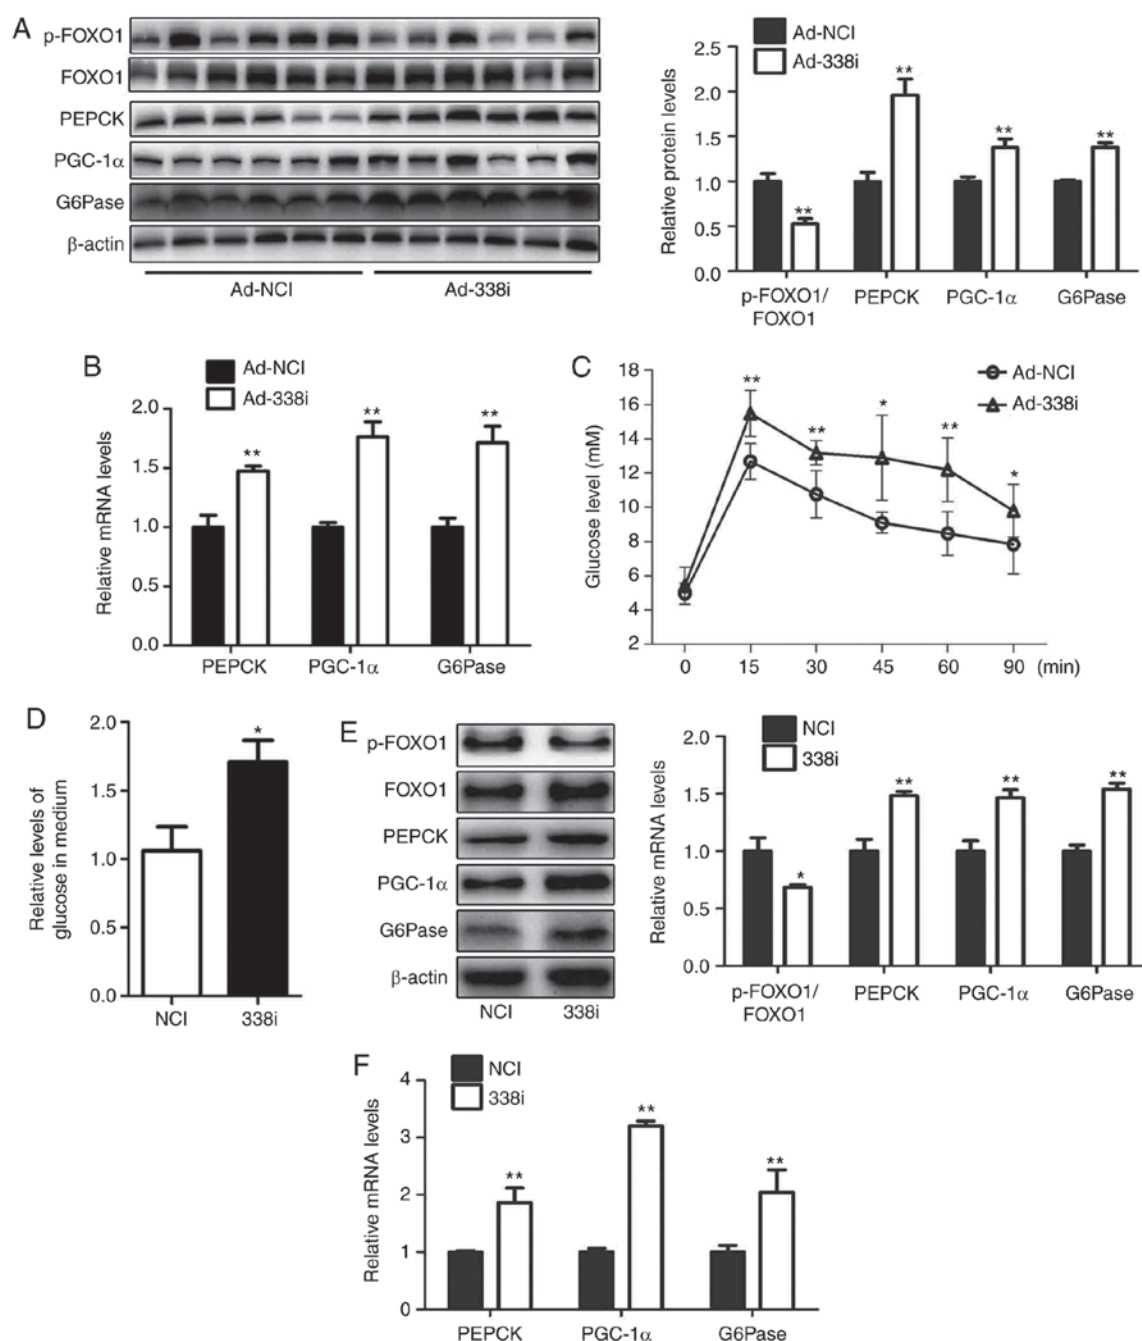 A
p-FOXO1
FOXO1
PEPCK
PGC-1α
G6Pase
β-actin
Ad-NCI
Ad-338i
Ad-NCI
Ad-338i
Relative protein levels
2.5
2.0
1.5
1.0
0.5
0.0
**
**
**
**
p-FOXO1/
FOXO1
PEPCK
PGC-1α
G6Pase
B
Ad-NCI
Ad-338i
Relative mRNA levels
2.0
1.5
1.0
0.5
0.0
**
**
**
PEPCK
PGC-1α
G6Pase
C
Ad-NCI
Ad-338i
Glucose level (mM)
18
16
14
12
10
8
6
4
2
**
**
*
**
*
0
15
30
45
60
90
(min)
D
Relative levels of
glucose in medium
2.0
1.5
1.0
0.5
0.0
*
NCI
338i
E
p-FOXO1
FOXO1
PEPCK
PGC-1α
G6Pase
β-actin
NCI
338i
NCI
338i
Relative mRNA levels
2.0
1.5
1.0
0.5
0.0
*
**
**
**
p-FOXO1/
FOXO1
PEPCK
PGC-1α
G6Pase
F
NCI
338i
Relative mRNA levels
4
3
2
1
0
**
**
**
PEPCK
PGC-1α
G6Pase